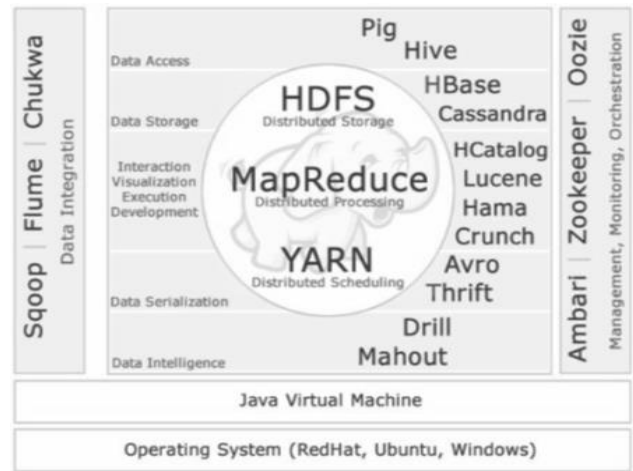 Sqoop | Flume | Chukwa
Data Integration
Data Access
Pig
Hive
Data Storage
HDFS
Distributed Storage
HBase
Cassandra
Interaction
Visualization
Execution
Development
MapReduce
Distributed Processing
HCatalog
Lucene
Hama
Crunch
Data Serialization
YARN
Distributed Scheduling
Avro
Thrift
Data Intelligence
Drill
Mahout
Ambari | Zookeeper | Oozie
Management, Monitoring, Orchestration
Java Virtual Machine
Operating System (RedHat, Ubuntu, Windows)